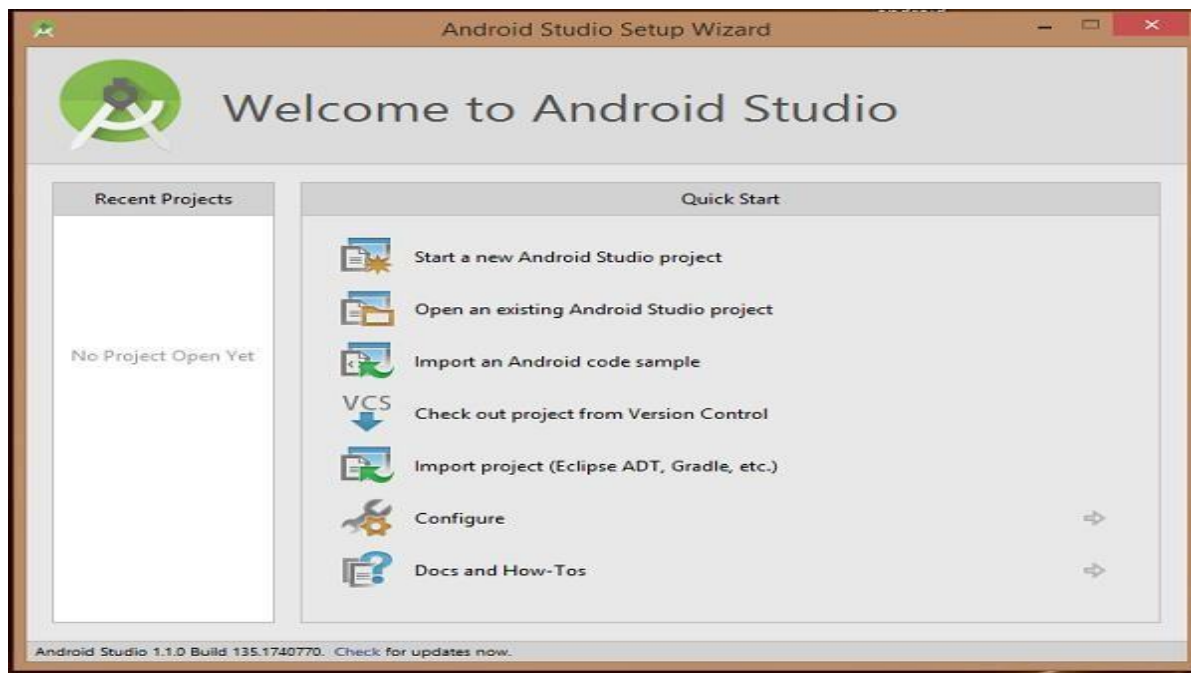 Android Studio Setup Wizard
Welcome to Android Studio
Recent Projects
No Project Open Yet
Quick Start
Start a new Android Studio project
Open an existing Android Studio project
Import an Android code sample
VCS
Check out project from Version Control
Import project (Eclipse ADT, Gradle, etc.)
Configure
Docs and How-Tos
Android Studio 1.1.0 Build 135.1740770. Check for updates now.